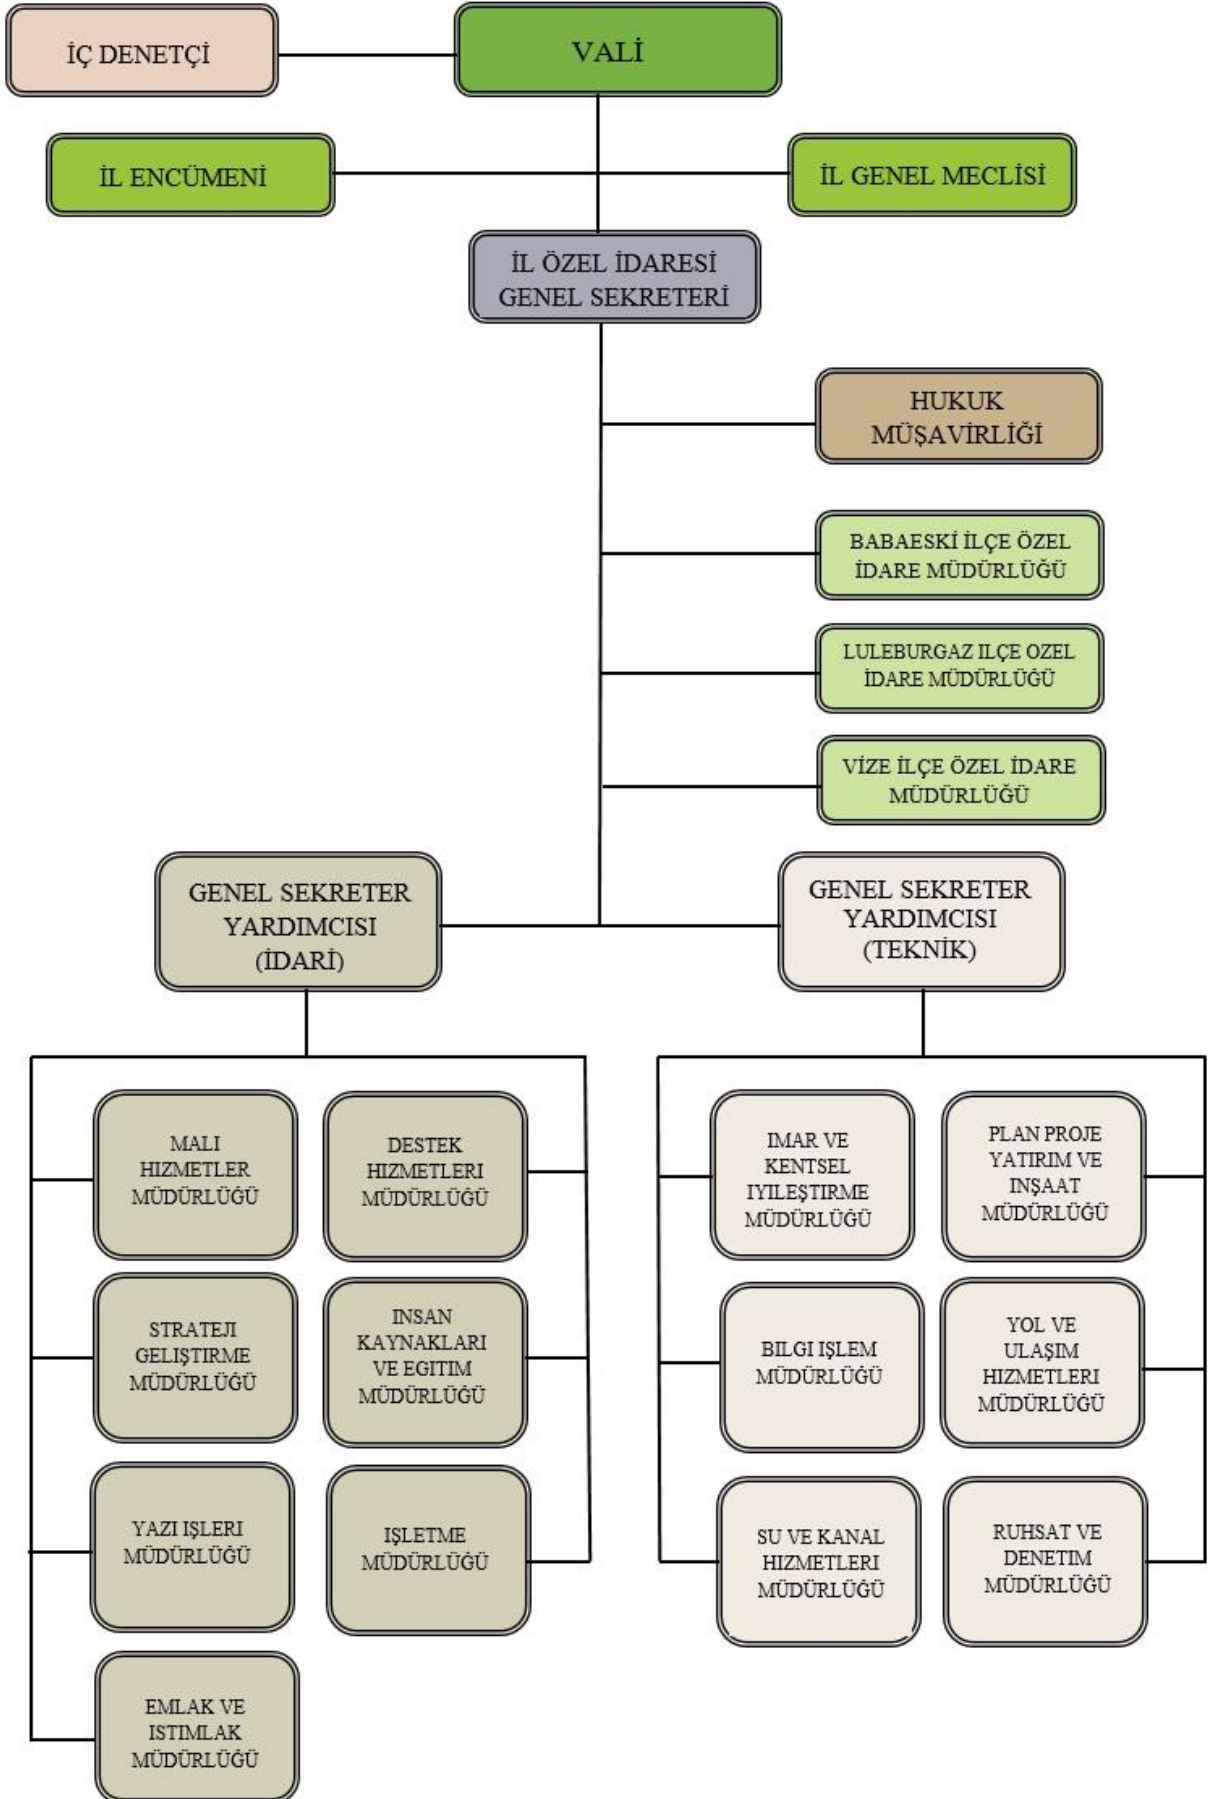 İÇ DENETÇİ
VALİ
İL ENCÜMENİ
İL GENEL MECLİSİ
İL ÖZEL İDARESİ
GENEL SEKRETERİ
HUKUK
MÜŞAVİRLİĞİ
BABAESKİ İLÇE ÖZEL
İDARE MÜDÜRLÜĞÜ
LULEBURGAZ ILÇE OZEL
İDARE MÜDÜRLÜĞÜ
VİZE İLÇE ÖZEL İDARE
MÜDÜRLÜĞÜ
GENEL SEKRETER
YARDIMCISI
(İDARİ)
GENEL SEKRETER
YARDIMCISI
(TEKNİK)
MALI
HIZMETLER
MÜDÜRLÜĞÜ
DESTEK
HIZMETLERI
MÜDÜRLÜĞÜ
IMAR VE
KENTSEL
IYILEŞTIRME
MÜDÜRLÜĞÜ
PLAN PROJE
YATIRIM VE
INŞAAT
MÜDÜRLÜĞÜ
STRATEJI
GELIŞTIRME
MÜDÜRLÜĞÜ
INSAN
KAYNAKLARI
VE EGITIM
MÜDÜRLÜĞÜ
BILGI IŞLEM
MÜDÜRLÜĞÜ
YOL VE
ULAŞIM
HIZMETLERI
MÜDÜRLÜĞÜ
YAZI IŞLERI
MÜDÜRLÜĞÜ
IŞLETME
MÜDÜRLÜĞÜ
SU VE KANAL
HIZMETLERI
MÜDÜRLÜĞÜ
RUHSAT VE
DENETIM
MÜDÜRLÜĞÜ
EMLAK VE
ISTIMLAK
MÜDÜRLÜĞÜ